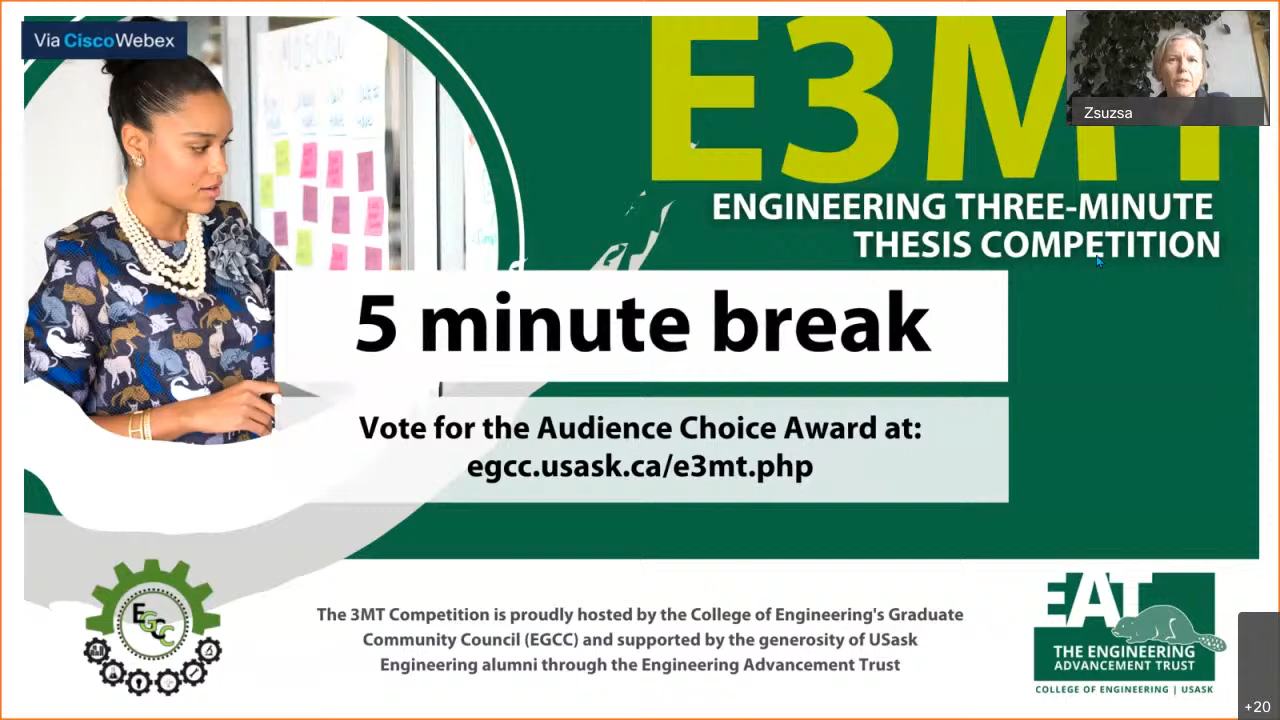 Via Cisco Webex
E3MT
Zsuzsa
ENGINEERING THREE-MINUTE
THESIS COMPETITION
5 minute break
Vote for the Audience Choice Award at:
egcc.usask.ca/e3mt.php
EGCC
The 3MT Competition is proudly hosted by the College of Engineering's Graduate
Community Council (EGCC) and supported by the generosity of USask
Engineering alumni through the Engineering Advancement Trust
EAT
THE ENGINEERING
ADVANCEMENT TRUST
COLLEGE OF ENGINEERING | USASK
+20